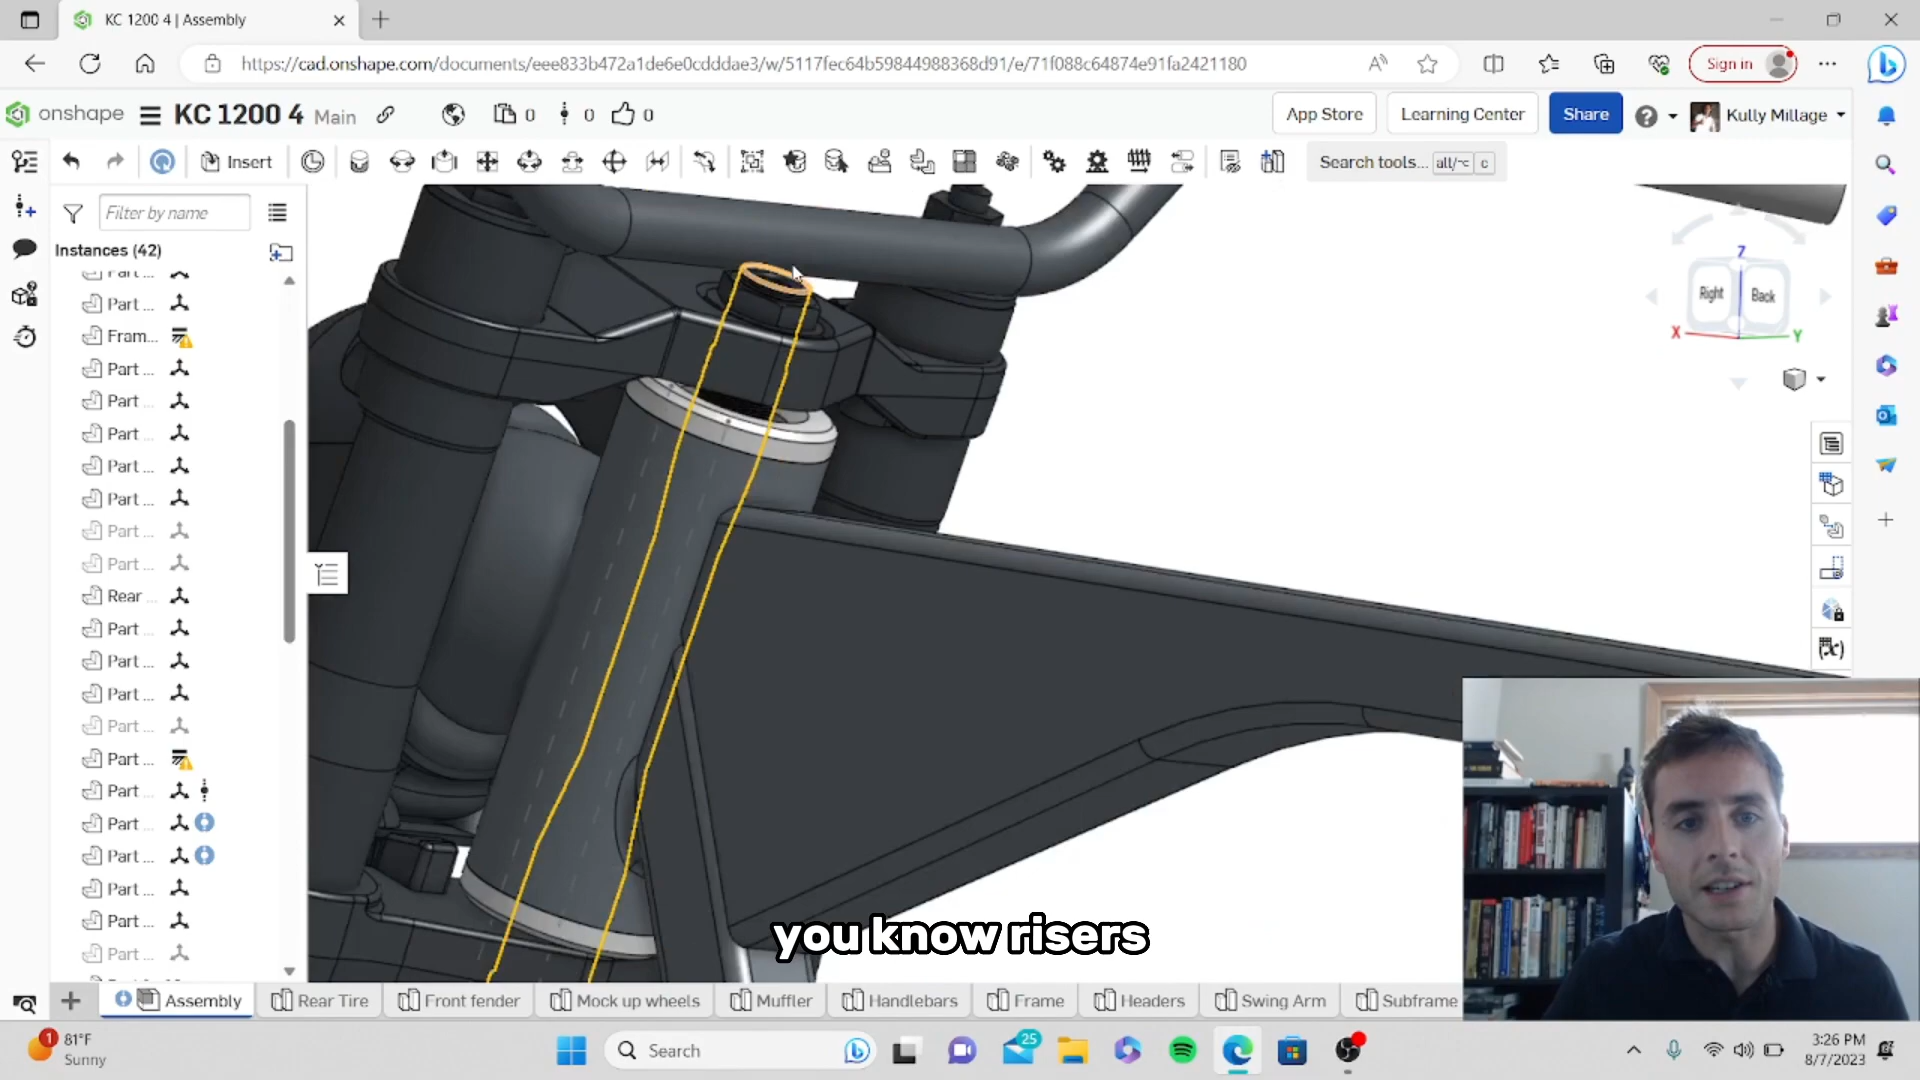 KC 1200 4 | Assembly
https://cad.onshape.com/documents/eee833b472a1de6e0cdddae3/w/5117fec64b59844988368d91/e/71f088c64874e91fa2421180
Sign in
onshape KC 1200 4 Main 0 0 0
App Store Learning Center Share Kully Millage
Insert
Search tools... alt/⌥ c
Filter by name
Instances (42)
Part ...
Part ...
Fram...
Part ...
Part ...
Part ...
Part ...
Part ...
Part ...
Part ...
Rear ...
Part ...
Part ...
Part ...
Part ...
Part ...
Part ...
Part ...
Part ...
Part ...
Part ...
Part ...
Z
Right Back
X Y
(x)
you know risers
Assembly Rear Tire Front fender Mock up wheels Muffler Handlebars Frame Headers Swing Arm Subframe
1 81°F
Sunny
Search
25
3:26 PM
8/7/2023